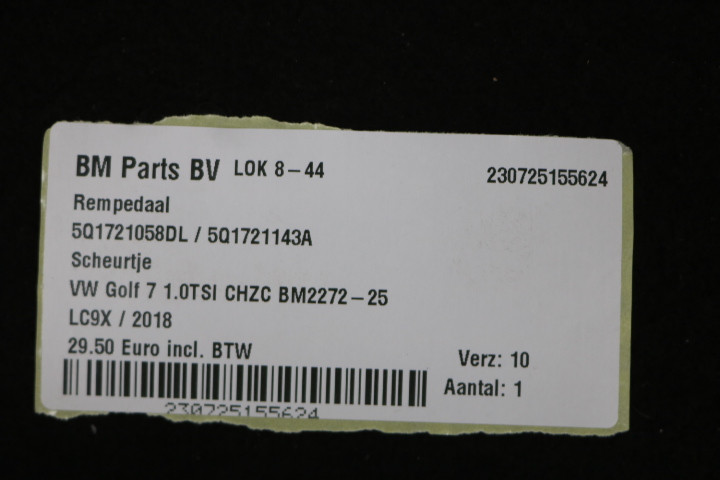 BM Parts BV LOK 8-44 230725155624
Rempedaal
5Q1721058DL / 5Q1721143A
Scheurtje
VW Golf 7 1.0TSI CHZC BM2272-25
LC9X / 2018
29.50 Euro incl. BTW
Verz: 10
Aantal: 1
230725155624